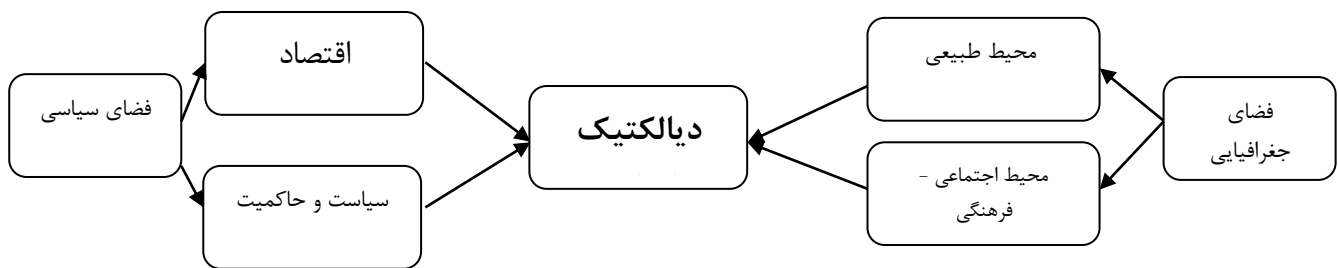 فضای
جغرافیایی
محیط طبیعی
محیط اجتماعی -
فرهنگی
دیالکتیک
اقتصاد
سیاست و حاکمیت
فضای سیاسی